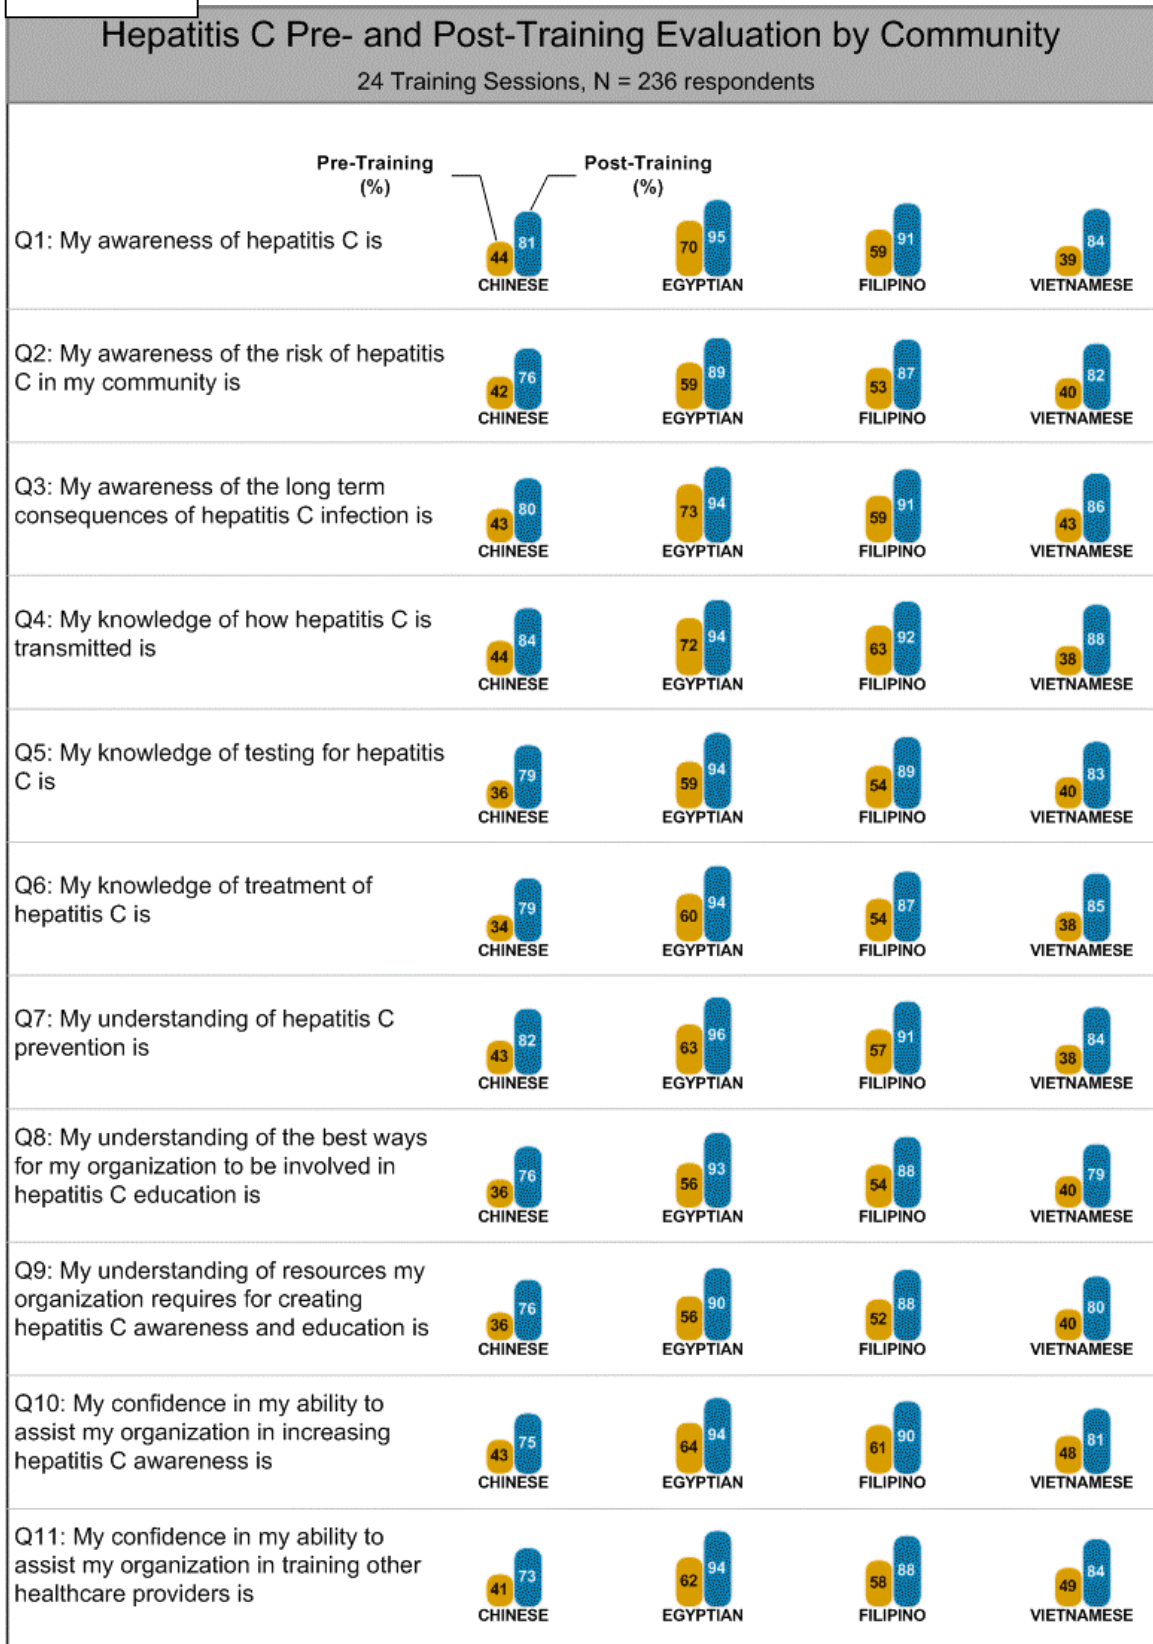 Hepatitis C Pre- and Post-Training Evaluation by Community
24 Training Sessions, N = 236 respondents
Pre-Training
(%)
Post-Training
(%)
Q1: My awareness of hepatitis C is
44 81 70 95 59 91 39 84
CHINESE EGYPTIAN FILIPINO VIETNAMESE
Q2: My awareness of the risk of hepatitis
C in my community is
42 76 59 89 53 87 40 82
CHINESE EGYPTIAN FILIPINO VIETNAMESE
Q3: My awareness of the long term
consequences of hepatitis C infection is
43 80 73 94 59 91 43 86
CHINESE EGYPTIAN FILIPINO VIETNAMESE
Q4: My knowledge of how hepatitis C is
transmitted is
44 84 72 94 63 92 38 88
CHINESE EGYPTIAN FILIPINO VIETNAMESE
Q5: My knowledge of testing for hepatitis
C is
36 79 59 94 54 89 40 83
CHINESE EGYPTIAN FILIPINO VIETNAMESE
Q6: My knowledge of treatment of
hepatitis C is
34 79 60 94 54 87 38 85
CHINESE EGYPTIAN FILIPINO VIETNAMESE
Q7: My understanding of hepatitis C
prevention is
43 82 63 96 57 91 38 84
CHINESE EGYPTIAN FILIPINO VIETNAMESE
Q8: My understanding of the best ways
for my organization to be involved in
hepatitis C education is
36 76 56 93 54 88 40 79
CHINESE EGYPTIAN FILIPINO VIETNAMESE
Q9: My understanding of resources my
organization requires for creating
hepatitis C awareness and education is
36 76 56 90 52 88 40 80
CHINESE EGYPTIAN FILIPINO VIETNAMESE
Q10: My confidence in my ability to
assist my organization in increasing
hepatitis C awareness is
43 75 64 94 61 90 48 81
CHINESE EGYPTIAN FILIPINO VIETNAMESE
Q11: My confidence in my ability to
assist my organization in training other
healthcare providers is
41 73 62 94 58 88 49 84
CHINESE EGYPTIAN FILIPINO VIETNAMESE